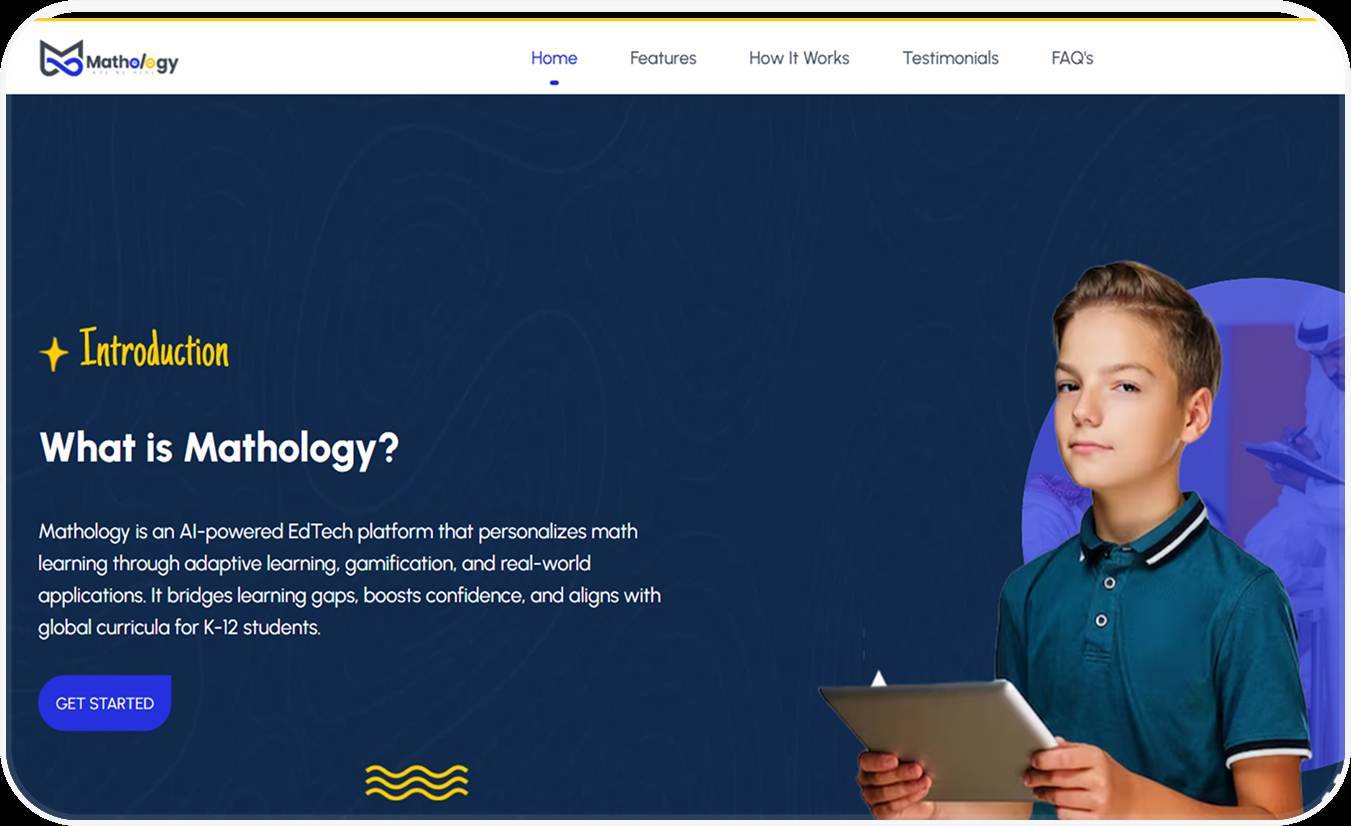 Mathology
Home
Features
How It Works
Testimonials
FAQ's
Introduction
What is Mathology?
Mathology is an AI-powered EdTech platform that personalizes math
learning through adaptive learning, gamification, and real-world
applications. It bridges learning gaps, boosts confidence, and aligns with
global curricula for K-12 students.
GET STARTED